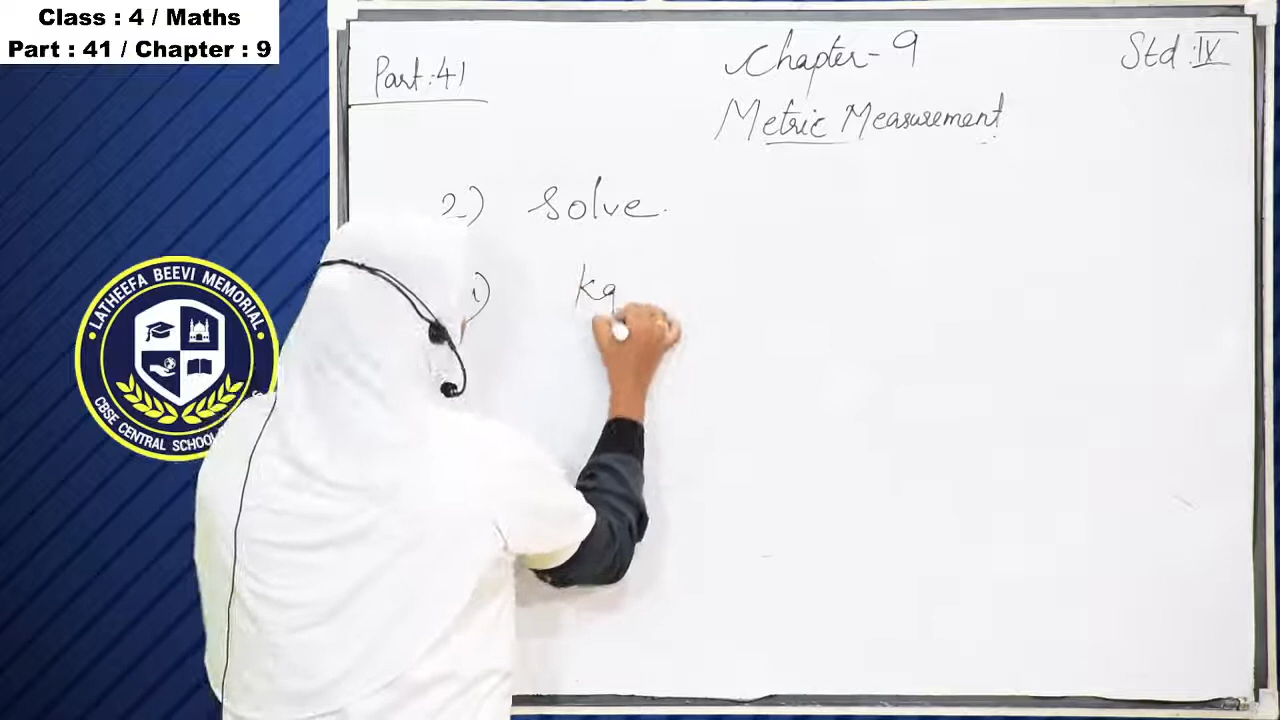 Class : 4 / Maths
Part : 41 / Chapter : 9
Part : 41
Chapter - 9
Std : IV
Metric Measurement
2) Solve.
i) kg
LATHEEFA BEEVI MEMORIAL
CBSE CENTRAL SCHOOL